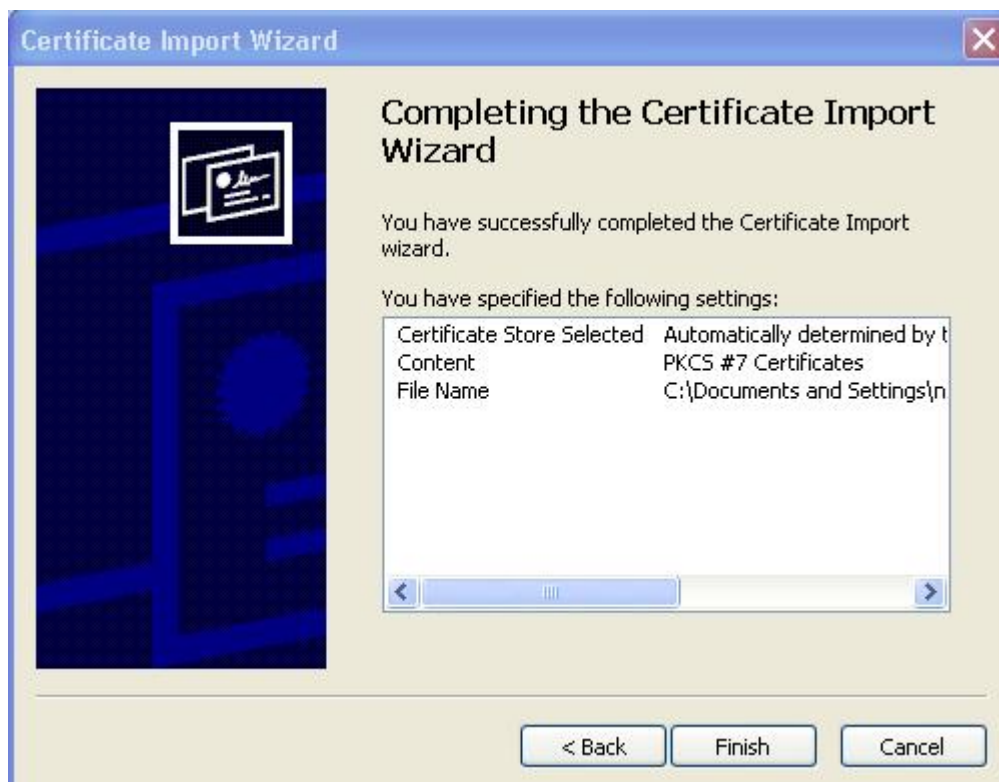 Certificate Import Wizard
Completing the Certificate Import
Wizard
You have successfully completed the Certificate Import
wizard.
You have specified the following settings:
Certificate Store Selected Automatically determined by t
Content PKCS #7 Certificates
File Name C:\Documents and Settings\n
< Back Finish Cancel